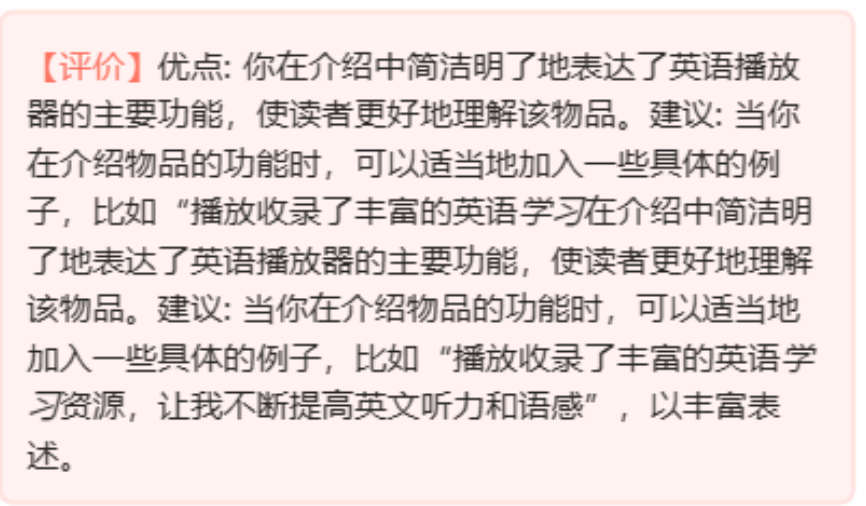 【评价】优点: 你在介绍中简洁明了地表达了英语播放
器的主要功能，使读者更好地理解该物品。建议: 当你
在介绍物品的功能时，可以适当地加入一些具体的例
子，比如“播放收录了丰富的英语学习在介绍中简洁明
了地表达了英语播放器的主要功能，使读者更好地理解
该物品。建议: 当你在介绍物品的功能时，可以适当地
加入一些具体的例子，比如“播放收录了丰富的英语学
习资源，让我不断提高英文听力和语感”，以丰富表
述。